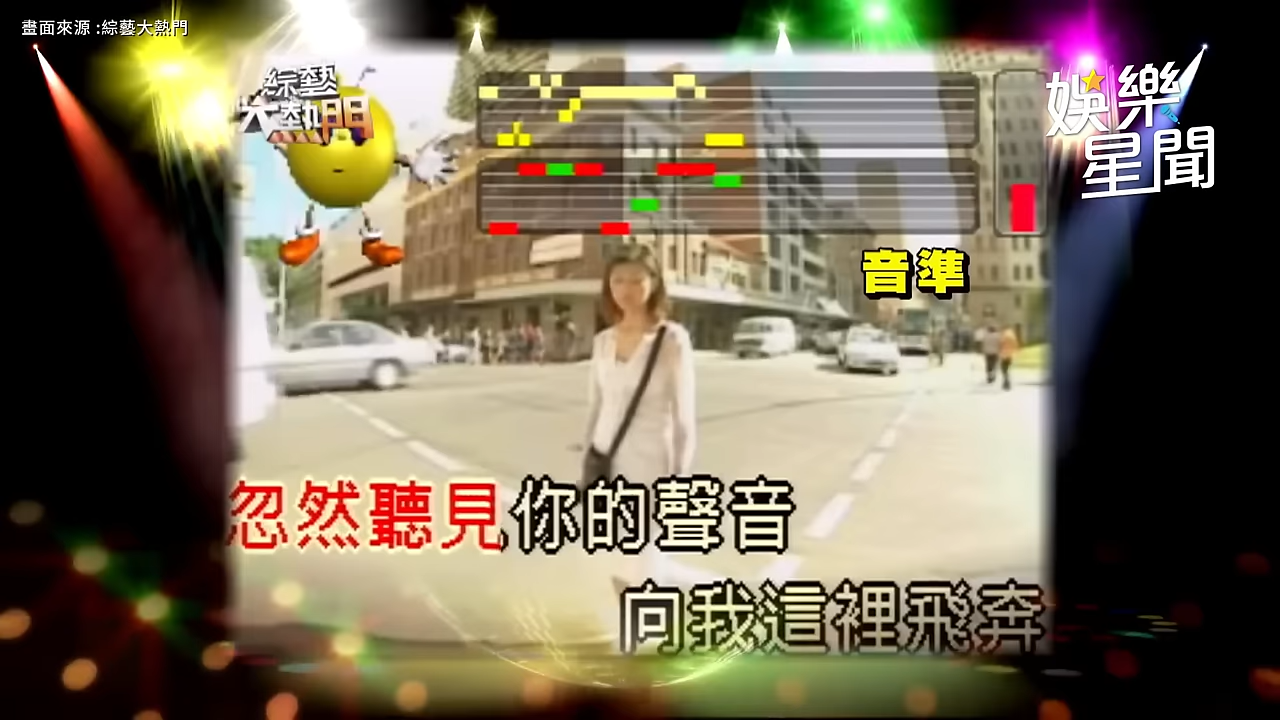 畫面來源 :綜藝大熱門
綜藝
大熱門
娛樂
星聞
音準
忽然聽見你的聲音
向我這裡飛奔